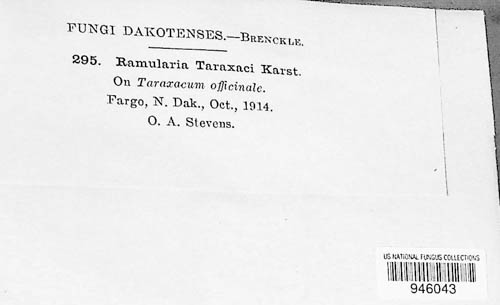 FUNGI DAKOTENSES.—BRENCKLE.
295. Ramularia Taraxaci Karst.
On Taraxacum officinale.
Fargo, N. Dak., Oct., 1914.
O. A. Stevens.
US NATIONAL FUNGUS COLLECTIONS
946043